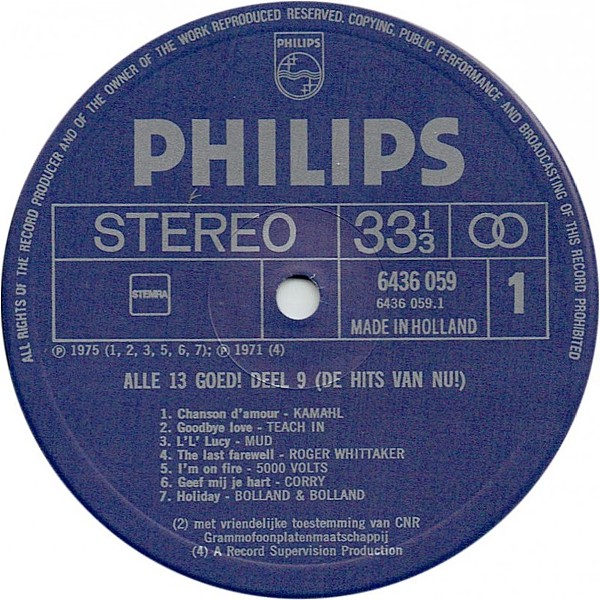 ALL RIGHTS OF THE RECORD PRODUCER AND OF THE OWNER OF THE WORK REPRODUCED RESERVED. COPYING, PUBLIC PERFORMANCE AND BROADCASTING OF THIS RECORD PROHIBITED
PHILIPS
PHILIPS
STEREO 33 1/3
STEMRA
6436 059
6436 059.1
1
MADE IN HOLLAND
Ⓟ 1975 (1, 2, 3, 5, 6, 7); Ⓟ 1971 (4)
ALLE 13 GOED! DEEL 9 (DE HITS VAN NU!)
1. Chanson d'amour - KAMAHL
2. Goodbye love - TEACH IN
3. L'L' Lucy - MUD
4. The last farewell - ROGER WHITTAKER
5. I'm on fire - 5000 VOLTS
6. Geef mij je hart - CORRY
7. Holiday - BOLLAND & BOLLAND
(2) met vriendelijke toestemming van CNR
Grammofoonplatenmaatschappij
(4) A Record Supervision Production